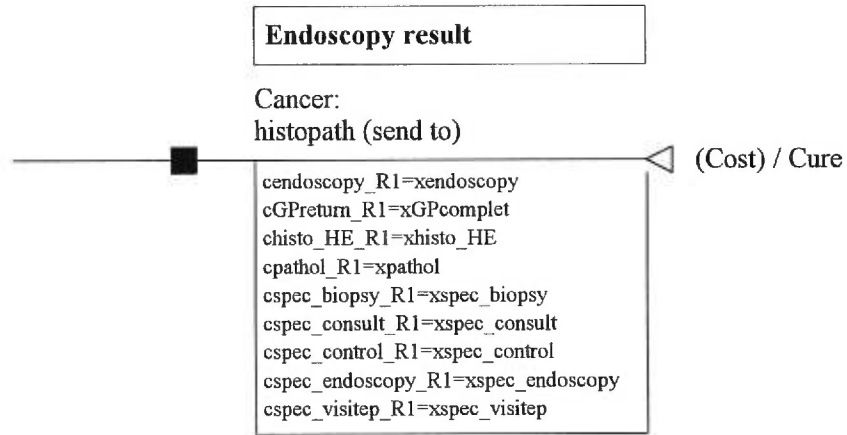 Endoscopy result
Cancer:
histopath (send to)
(Cost) / Cure
cendoscopy_R1=xendoscopy
cGPreturn_R1=xGPcomplet
chisto_HE_R1=xhisto_HE
cpathol_R1=xpathol
cspec_biopsy_R1=xspec_biopsy
cspec_consult_R1=xspec_consult
cspec_control_R1=xspec_control
cspec_endoscopy_R1=xspec_endoscopy
cspec_visitep_R1=xspec_visitep